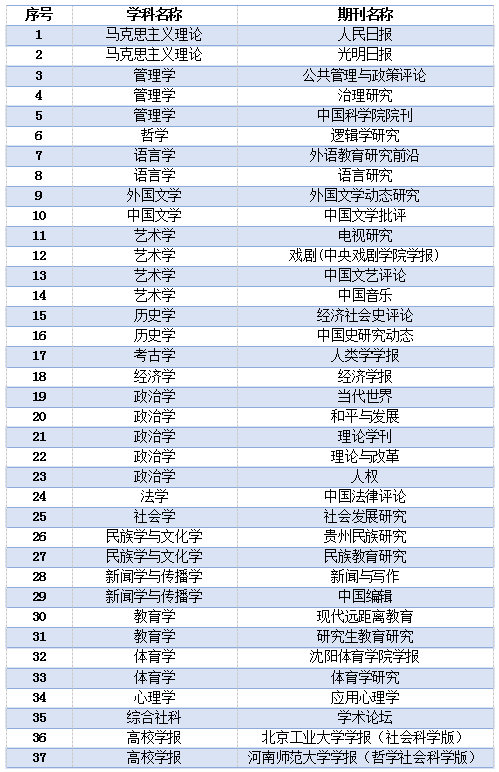 序号 学科名称 期刊名称
1 马克思主义理论 人民日报
2 马克思主义理论 光明日报
3 管理学 公共管理与政策评论
4 管理学 治理研究
5 管理学 中国科学院院刊
6 哲学 逻辑学研究
7 语言学 外语教育研究前沿
8 语言学 语言研究
9 外国文学 外国文学动态研究
10 中国文学 中国文学批评
11 艺术学 电视研究
12 艺术学 戏剧(中央戏剧学院学报)
13 艺术学 中国文艺评论
14 艺术学 中国音乐
15 历史学 经济社会史评论
16 历史学 中国史研究动态
17 考古学 人类学学报
18 经济学 经济学报
19 政治学 当代世界
20 政治学 和平与发展
21 政治学 理论学刊
22 政治学 理论与改革
23 政治学 人权
24 法学 中国法律评论
25 社会学 社会发展研究
26 民族学与文化学 贵州民族研究
27 民族学与文化学 民族教育研究
28 新闻学与传播学 新闻与写作
29 新闻学与传播学 中国编辑
30 教育学 现代远距离教育
31 教育学 研究生教育研究
32 体育学 沈阳体育学院学报
33 体育学 体育学研究
34 心理学 应用心理学
35 综合社科 学术论坛
36 高校学报 北京工业大学学报（社会科学版）
37 高校学报 河南师范大学学报（哲学社会科学版）